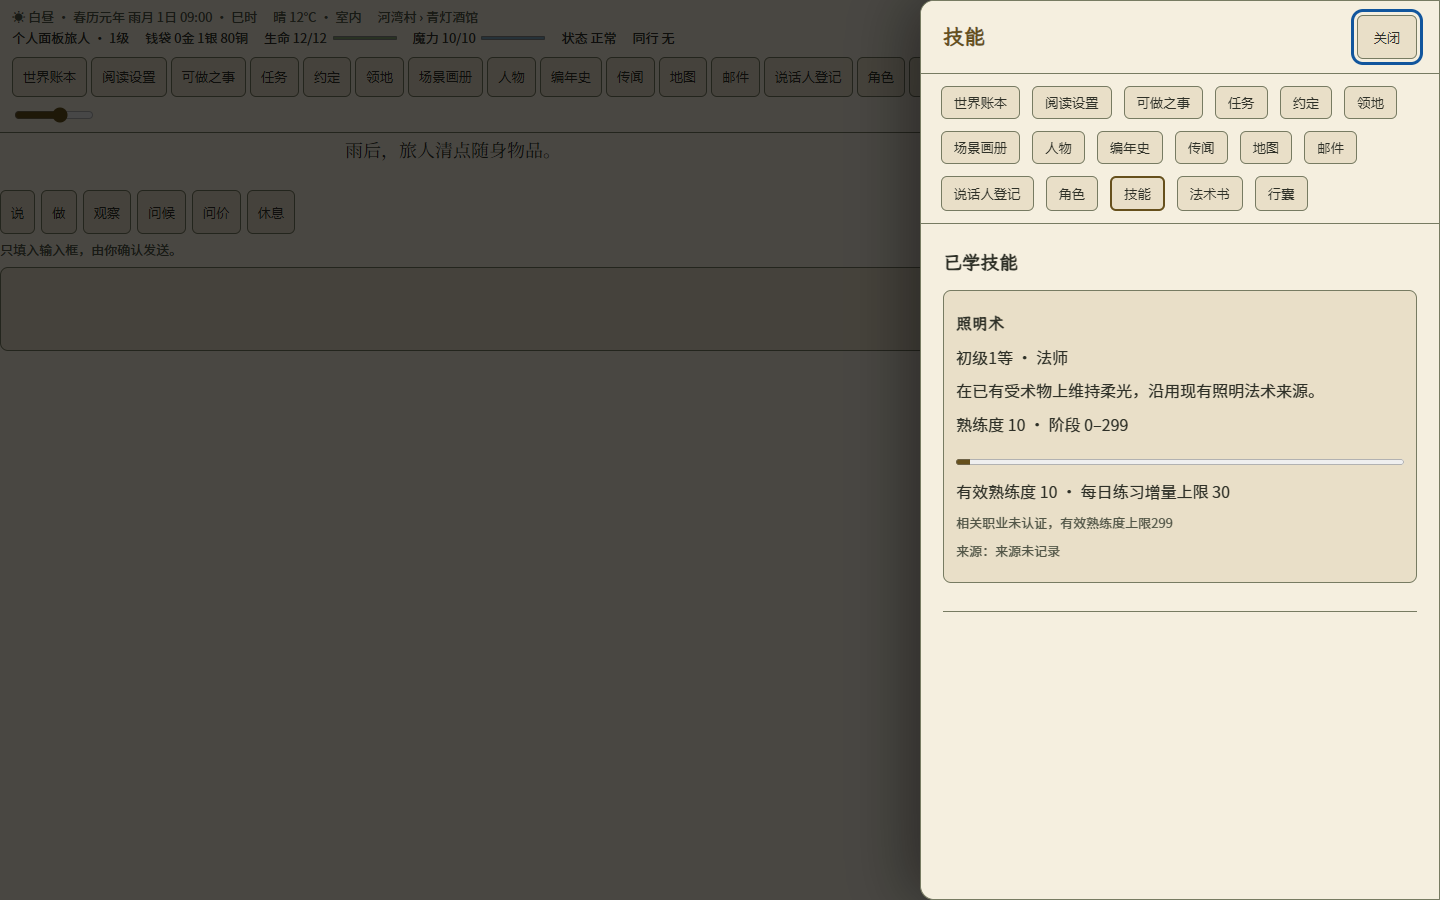 白昼 · 春历元年 雨月 1日 09:00 · 巳时 晴 12°C · 室内 河湾村 › 青灯酒馆
个人面板旅人 · 1级 钱袋 0金 1银 80铜 生命 12/12 魔力 10/10 状态 正常 同行 无
世界账本 阅读设置 可做之事 任务 约定 领地 场景画册 人物 编年史 传闻 地图 邮件 说话人登记 角色
雨后，旅人清点随身物品。
说 做 观察 问候 问价 休息
只填入输入框，由你确认发送。
技能 关闭
世界账本 阅读设置 可做之事 任务 约定 领地
场景画册 人物 编年史 传闻 地图 邮件
说话人登记 角色 技能 法术书 行囊
已学技能
照明术
初级1等 · 法师
在已有受术物上维持柔光，沿用现有照明法术来源。
熟练度 10 · 阶段 0–299
有效熟练度 10 · 每日练习增量上限 30
相关职业未认证，有效熟练度上限299
来源：来源未记录